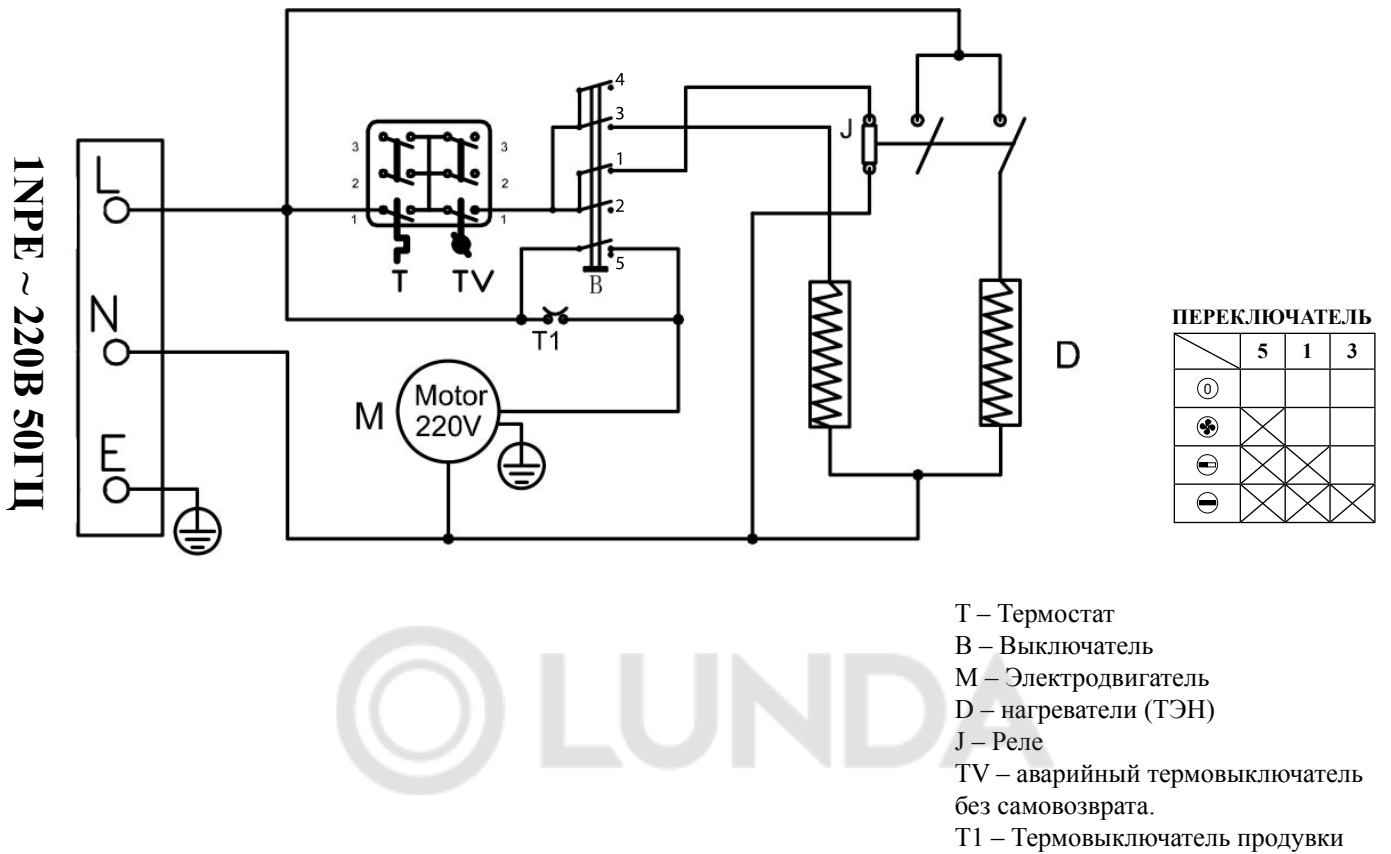 1NPE ~ 220В 50ГЦ
L
N
E
3
2
1
3
2
1
T
TV
4
3
1
2
5
B
T1
J
M
Motor
220V
D
ПЕРЕКЛЮЧАТЕЛЬ
5 1 3
0
T – Термостат
В – Выключатель
М – Электродвигатель
D – нагреватели (ТЭН)
J – Реле
TV – аварийный термовыключатель
без самовозврата.
T1 – Термовыключатель продувки
LUNDA